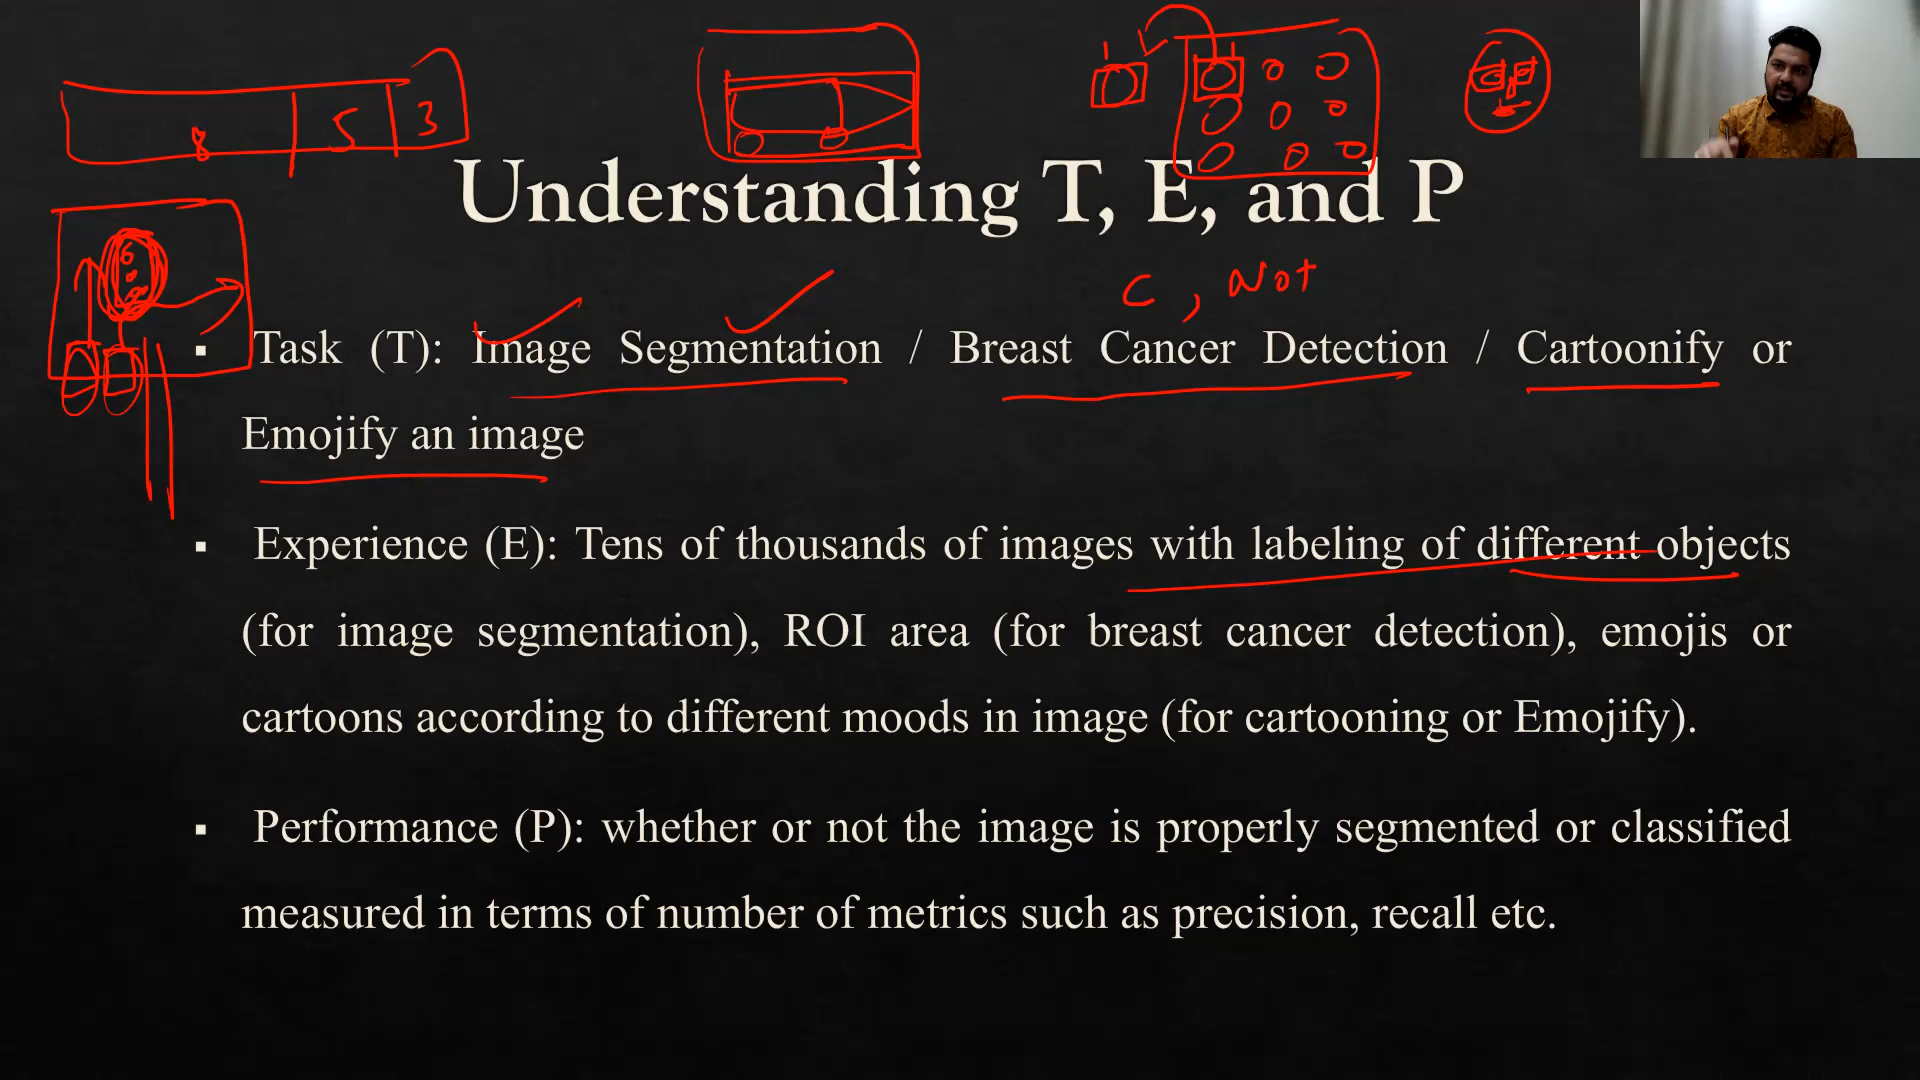 8 5 3
Understanding T, E, and P
C, Not
▪ Task (T): Image Segmentation / Breast Cancer Detection / Cartoonify or
Emojify an image
▪ Experience (E): Tens of thousands of images with labeling of different objects
(for image segmentation), ROI area (for breast cancer detection), emojis or
cartoons according to different moods in image (for cartooning or Emojify).
▪ Performance (P): whether or not the image is properly segmented or classified
measured in terms of number of metrics such as precision, recall etc.